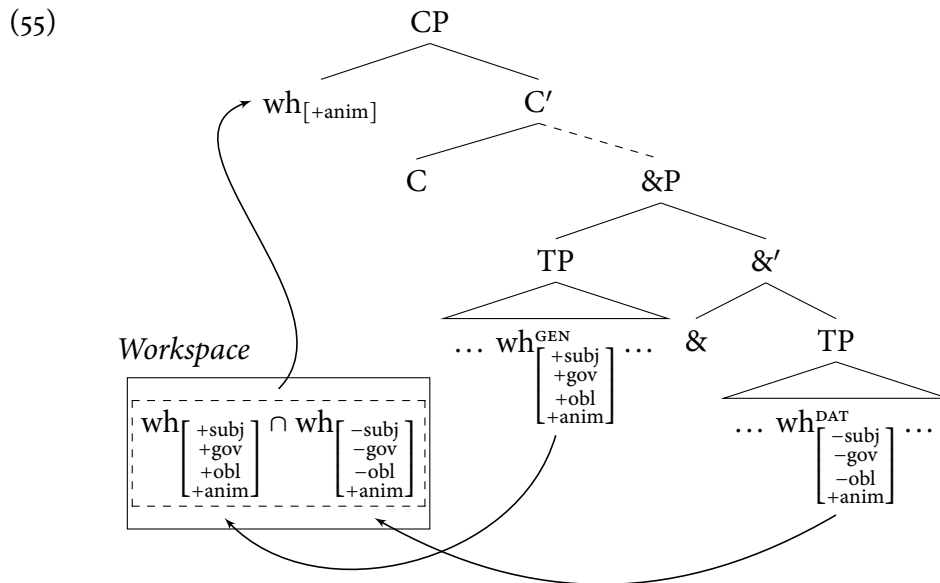 (55)
CP
wh[+anim] C′
C &P
TP &′
… wh^GEN[+subj +gov +obl +anim] … & TP
Workspace
wh[+subj +gov +obl +anim] ∩ wh[−subj −gov −obl +anim]
… wh^DAT[−subj −gov −obl +anim] …